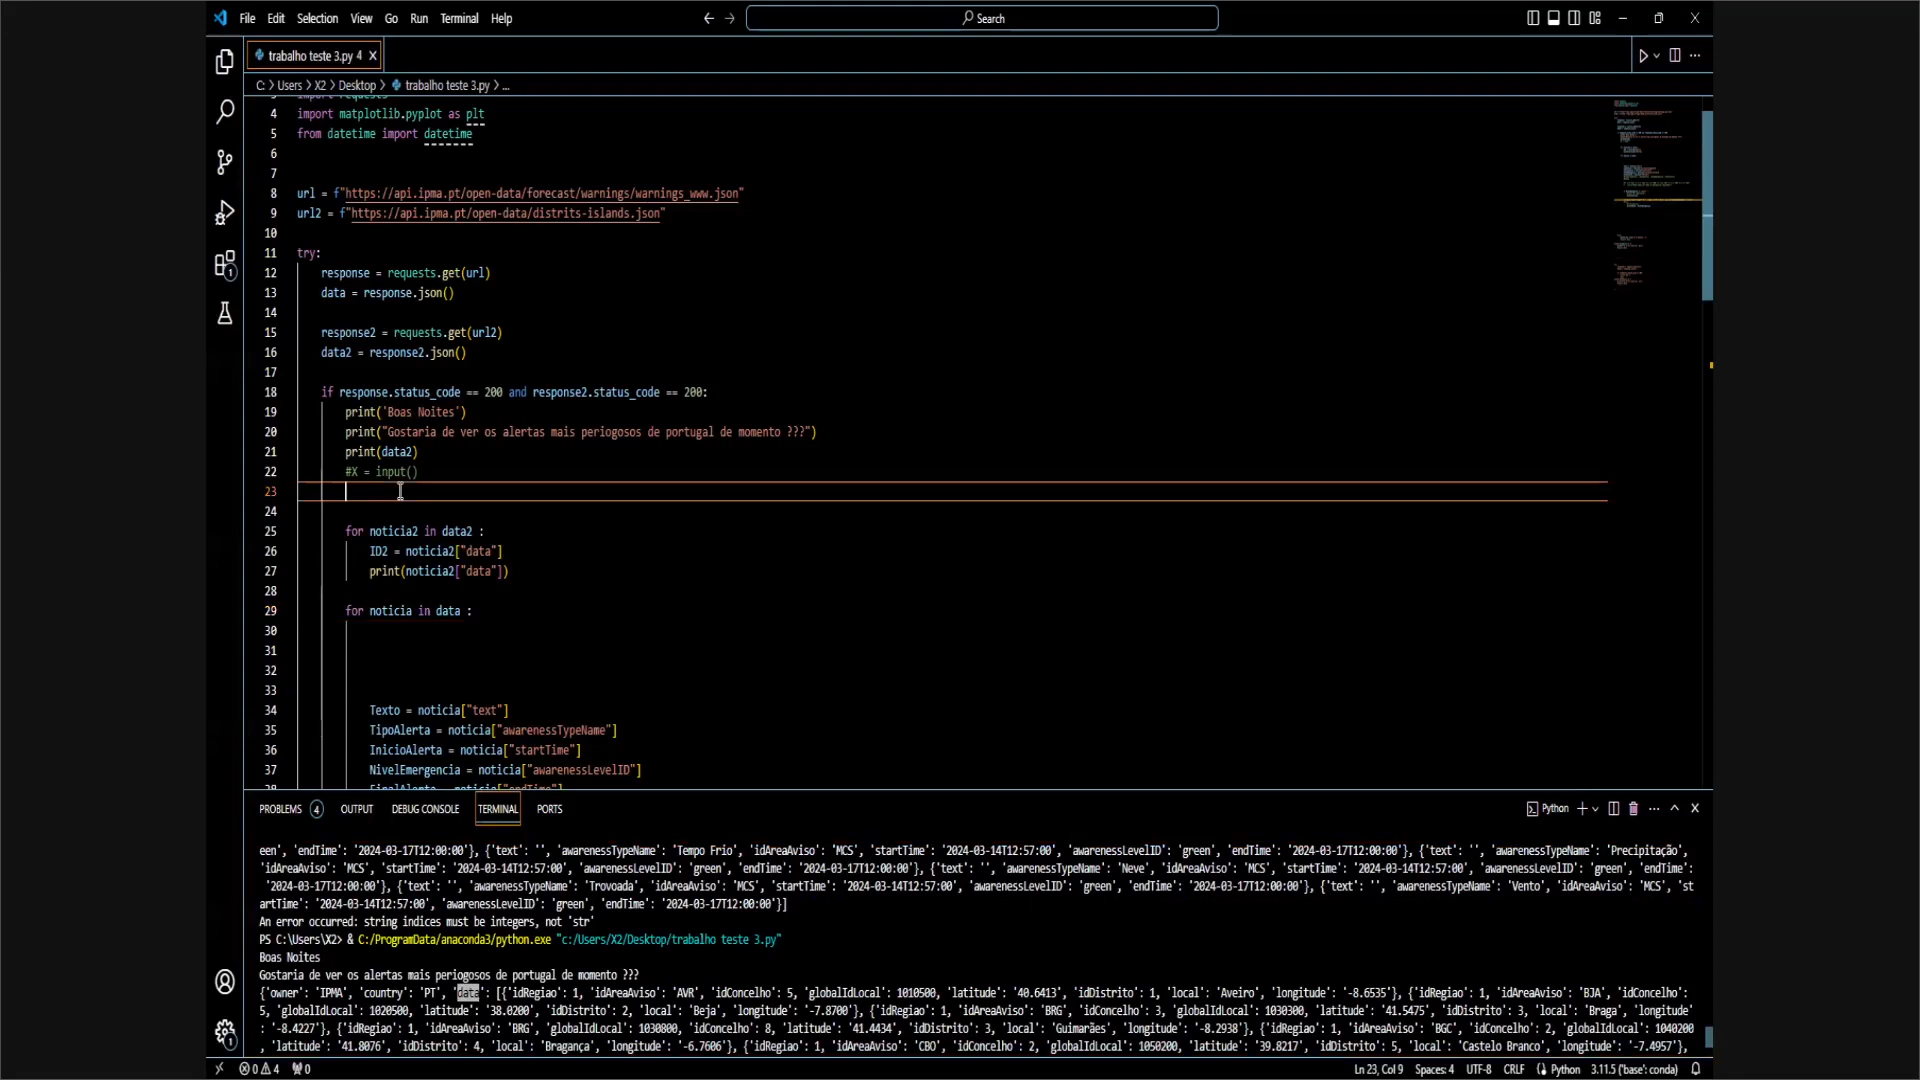 File Edit Selection View Go Run Terminal Help
Search
trabalho teste 3.py 4
C: > Users > X2 > Desktop > trabalho teste 3.py > ...
3 import requests
4 import matplotlib.pyplot as plt
5 from datetime import datetime
6
7
8 url = f"https://api.ipma.pt/open-data/forecast/warnings/warnings_www.json"
9 url2 = f"https://api.ipma.pt/open-data/distrits-islands.json"
10
11 try:
12 response = requests.get(url)
13 data = response.json()
14
15 response2 = requests.get(url2)
16 data2 = response2.json()
17
18 if response.status_code == 200 and response2.status_code == 200:
19 print('Boas Noites')
20 print("Gostaria de ver os alertas mais periogosos de portugal de momento ???")
21 print(data2)
22 #X = input()
23
24
25 for noticia2 in data2 :
26 ID2 = noticia2["data"]
27 print(noticia2["data"])
28
29 for noticia in data :
30
31
32
33
34 Texto = noticia["text"]
35 TipoAlerta = noticia["awarenessTypeName"]
36 InicioAlerta = noticia["startTime"]
37 NivelEmergencia = noticia["awarenessLevelID"]
38 FinalAlerta = noticia["endTime"]
PROBLEMS 4 OUTPUT DEBUG CONSOLE TERMINAL PORTS
Python
een', 'endTime': '2024-03-17T12:00:00'}, {'text': '', 'awarenessTypeName': 'Tempo Frio', 'idAreaAviso': 'MCS', 'startTime': '2024-03-14T12:57:00', 'awarenessLevelID': 'green', 'endTime': '2024-03-17T12:00:00'}, {'text': '', 'awarenessTypeName': 'Precipitação',
'idAreaAviso': 'MCS', 'startTime': '2024-03-14T12:57:00', 'awarenessLevelID': 'green', 'endTime': '2024-03-17T12:00:00'}, {'text': '', 'awarenessTypeName': 'Neve', 'idAreaAviso': 'MCS', 'startTime': '2024-03-14T12:57:00', 'awarenessLevelID': 'green', 'endTime':
'2024-03-17T12:00:00'}, {'text': '', 'awarenessTypeName': 'Trovoada', 'idAreaAviso': 'MCS', 'startTime': '2024-03-14T12:57:00', 'awarenessLevelID': 'green', 'endTime': '2024-03-17T12:00:00'}, {'text': '', 'awarenessTypeName': 'Vento', 'idAreaAviso': 'MCS', 'st
artTime': '2024-03-14T12:57:00', 'awarenessLevelID': 'green', 'endTime': '2024-03-17T12:00:00'}]
An error occurred: string indices must be integers, not 'str'
PS C:\Users\X2> & C:/ProgramData/anaconda3/python.exe "c:/Users/X2/Desktop/trabalho teste 3.py"
Boas Noites
Gostaria de ver os alertas mais periogosos de portugal de momento ???
{'owner': 'IPMA', 'country': 'PT', 'data': [{'idRegiao': 1, 'idAreaAviso': 'AVR', 'idConcelho': 5, 'globalIdLocal': 1010500, 'latitude': '40.6413', 'idDistrito': 1, 'local': 'Aveiro', 'longitude': '-8.6535'}, {'idRegiao': 1, 'idAreaAviso': 'BJA', 'idConcelho':
5, 'globalIdLocal': 1020500, 'latitude': '38.0200', 'idDistrito': 2, 'local': 'Beja', 'longitude': '-7.8700'}, {'idRegiao': 1, 'idAreaAviso': 'BRG', 'idConcelho': 3, 'globalIdLocal': 1030300, 'latitude': '41.5475', 'idDistrito': 3, 'local': 'Braga', 'longitude'
: '-8.4227'}, {'idRegiao': 1, 'idAreaAviso': 'BRG', 'globalIdLocal': 1030800, 'idConcelho': 8, 'latitude': '41.4434', 'idDistrito': 3, 'local': 'Guimarães', 'longitude': '-8.2938'}, {'idRegiao': 1, 'idAreaAviso': 'BGC', 'idConcelho': 2, 'globalIdLocal': 1040200
, 'latitude': '41.8076', 'idDistrito': 4, 'local': 'Bragança', 'longitude': '-6.7606'}, {'idRegiao': 1, 'idAreaAviso': 'CBO', 'idConcelho': 2, 'globalIdLocal': 1050200, 'latitude': '39.8217', 'idDistrito': 5, 'local': 'Castelo Branco', 'longitude': '-7.4957'},
0 4 0 Ln 23, Col 9 Spaces: 4 UTF-8 CRLF Python 3.11.5 ('base': conda)